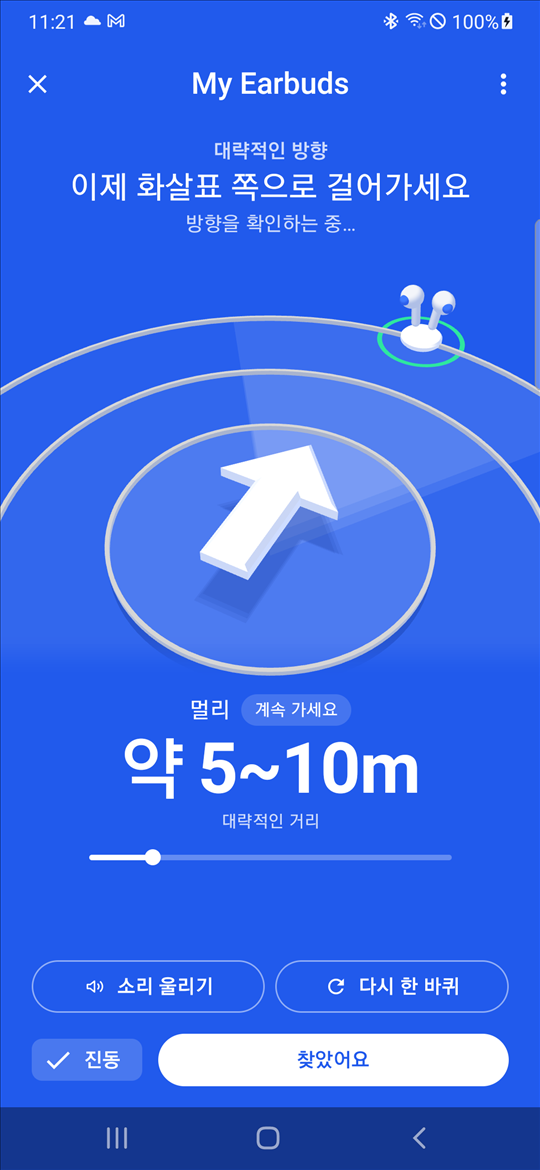 11:21
100%
My Earbuds
대략적인 방향
이제 화살표 쪽으로 걸어가세요
방향을 확인하는 중...
멀리 계속 가세요
약 5~10m
대략적인 거리
소리 울리기 다시 한 바퀴
진동 찾았어요